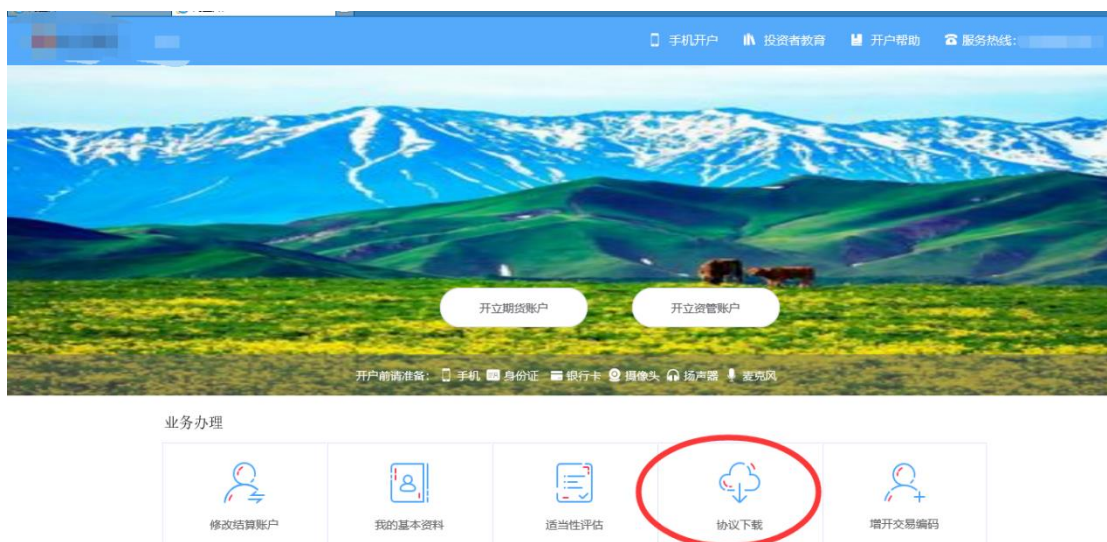 手机开户 投资者教育 开户帮助 服务热线:
开立期货账户 开立资管账户
开户前请准备: 手机 身份证 银行卡 摄像头 扬声器 麦克风
业务办理
修改结算账户 我的基本资料 适当性评估 协议下载 增开交易编码